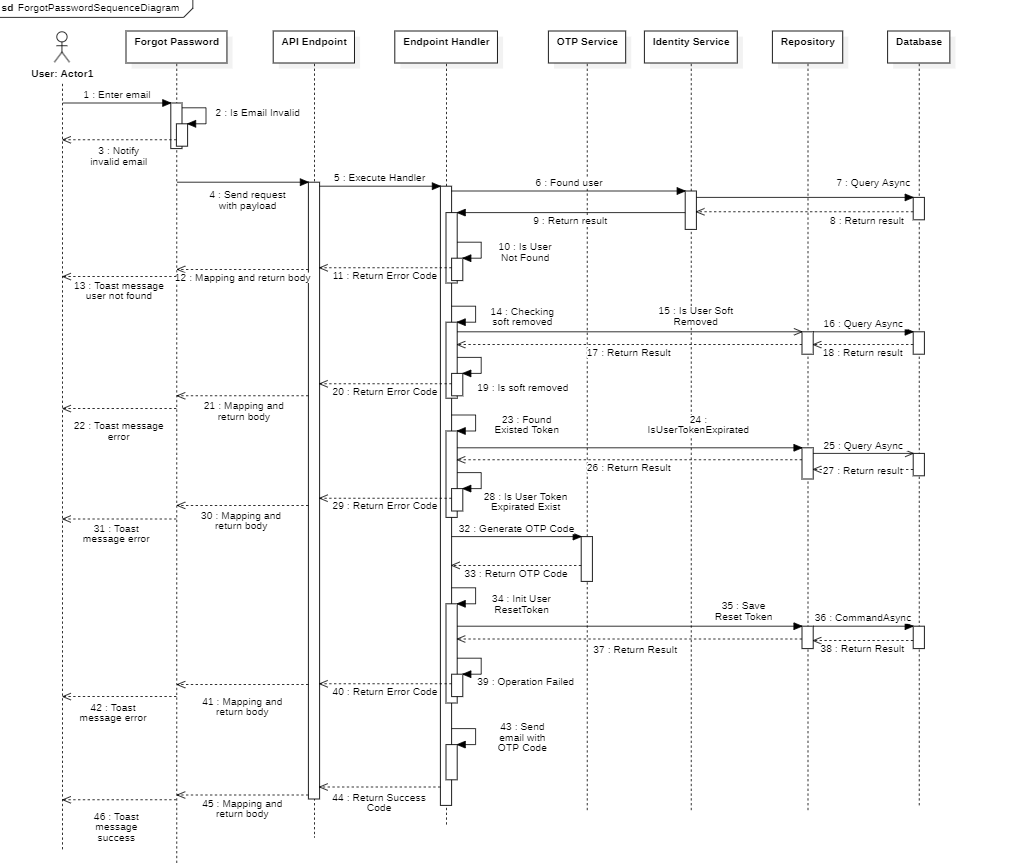 sd ForgotPasswordSequenceDiagram
User: Actor1
Forgot Password
API Endpoint
Endpoint Handler
OTP Service
Identity Service
Repository
Database
1 : Enter email
2 : Is Email Invalid
3 : Notify
invalid email
4 : Send request
with payload
5 : Execute Handler
6 : Found user
7 : Query Async
8 : Return result
9 : Return result
10 : Is User
Not Found
11 : Return Error Code
12 : Mapping and return body
13 : Toast message
user not found
14 : Checking
soft removed
15 : Is User Soft
Removed
16 : Query Async
17 : Return Result
18 : Return result
19 : Is soft removed
20 : Return Error Code
21 : Mapping and
return body
22 : Toast message
error
23 : Found
Existed Token
24 :
IsUserTokenExpirated
25 : Query Async
26 : Return Result
27 : Return result
28 : Is User Token
Expirated Exist
29 : Return Error Code
30 : Mapping and
return body
31 : Toast
message error
32 : Generate OTP Code
33 : Return OTP Code
34 : Init User
ResetToken
35 : Save
Reset Token
36 : CommandAsync
37 : Return Result
38 : Return Result
39 : Operation Failed
40 : Return Error Code
41 : Mapping and
return body
42 : Toast
message error
43 : Send
email with
OTP Code
44 : Return Success
Code
45 : Mapping and
return body
46 : Toast
message
success